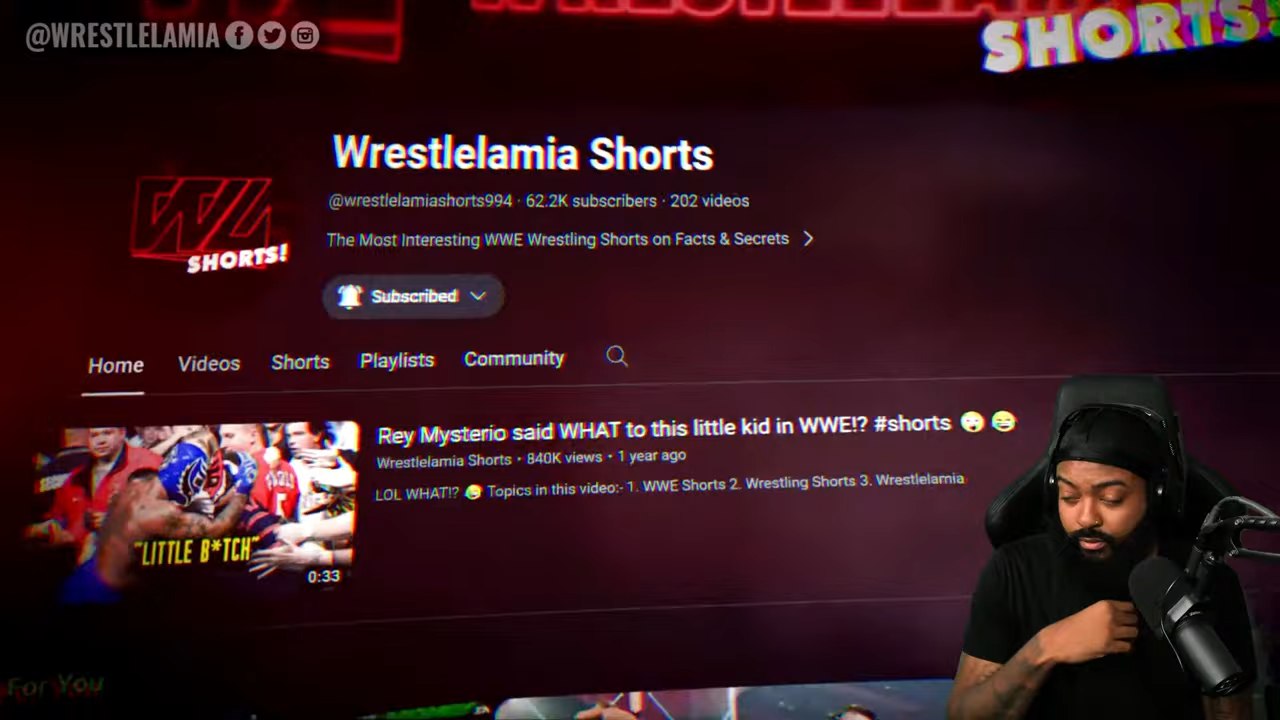 @WRESTLELAMIA
SHORTS!
Wrestlelamia Shorts
@wrestlelamiashorts994 · 62.2K subscribers · 202 videos
The Most Interesting WWE Wrestling Shorts on Facts & Secrets
WL
SHORTS!
Subscribed
Home Videos Shorts Playlists Community
Rey Mysterio said WHAT to this little kid in WWE!? #shorts 😲 😂
Wrestlelamia Shorts · 840K views · 1 year ago
LOL WHAT!? 😂 Topics in this video:- 1. WWE Shorts 2. Wrestling Shorts 3. Wrestlelamia
"LITTLE B*TCH"
0:33
For You